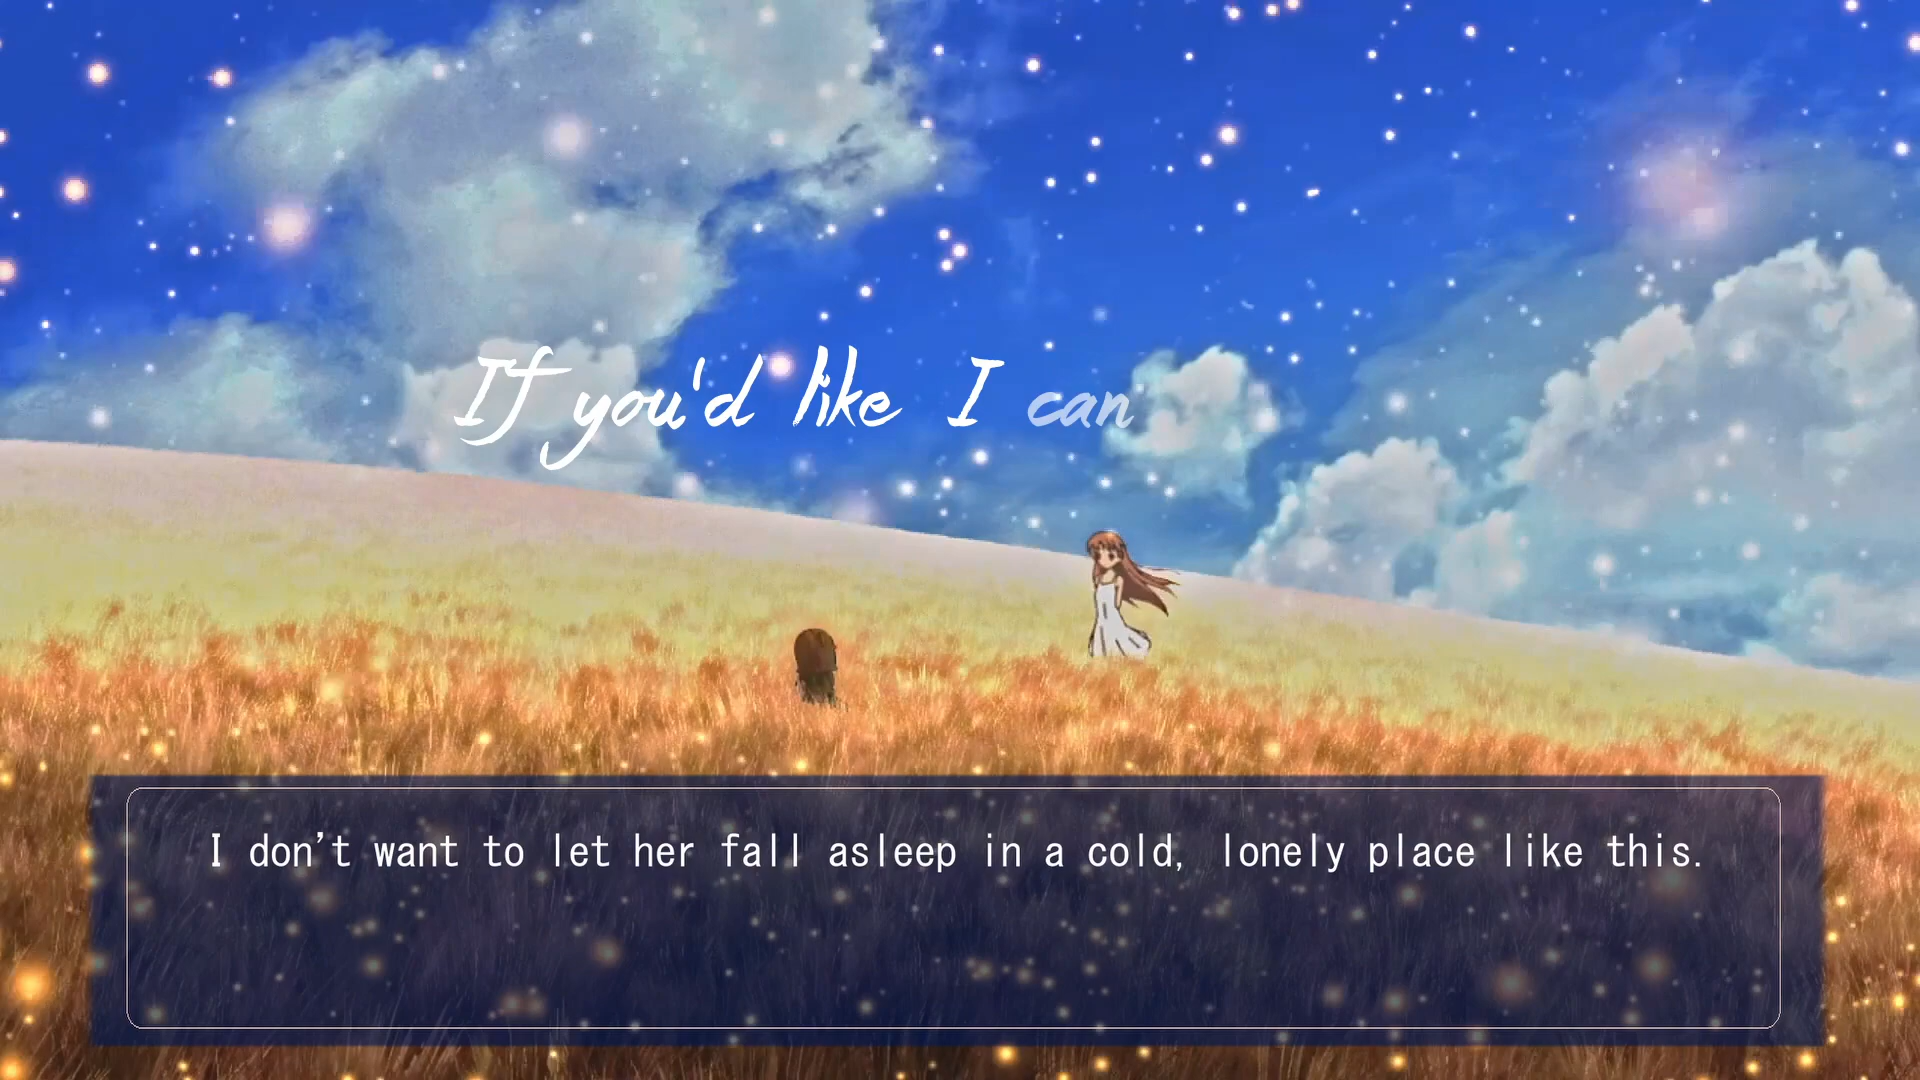 If you'd like I can
I don't want to let her fall asleep in a cold, lonely place like this.